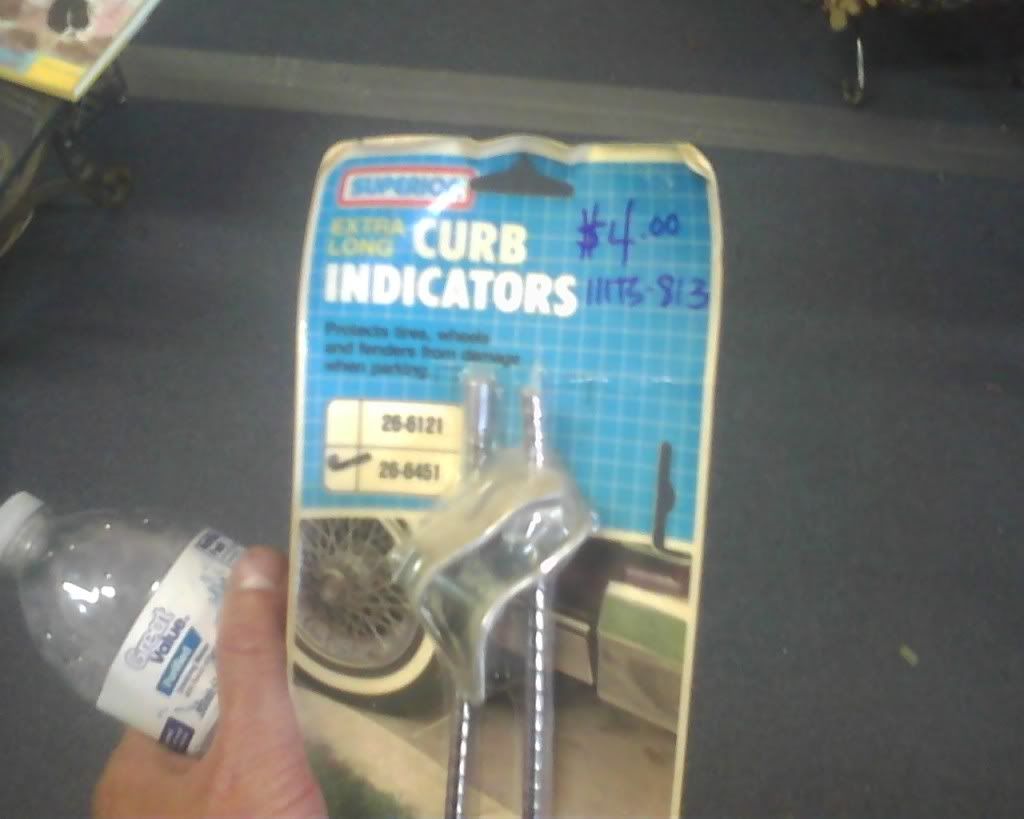 SUPERIOR
EXTRA LONG CURB
INDICATORS
$4.00
Protects tires, wheels
and fenders from damage
when parking...
26-6121
26-6451
Great
Value
Purified